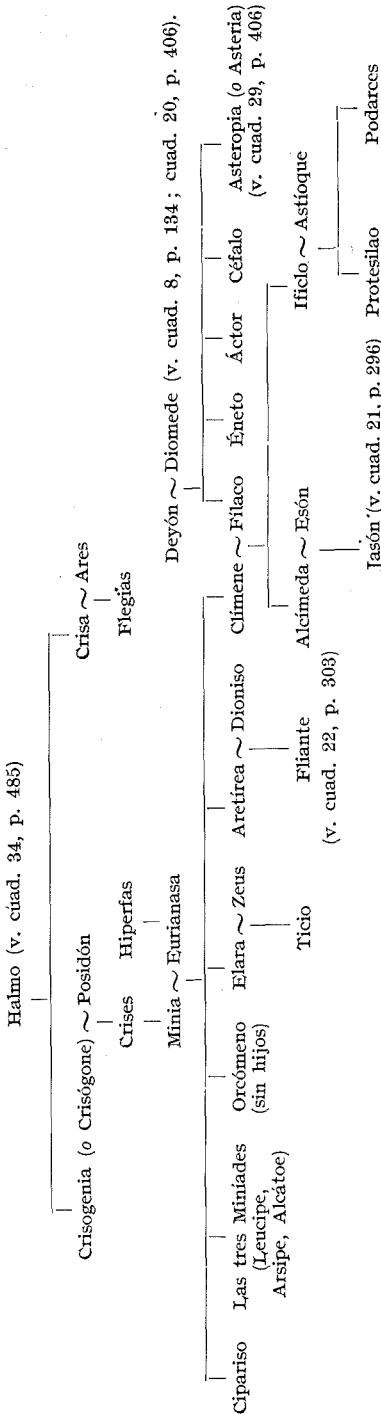 Halmo (v. cuad. 34, p. 485)
Crisogenia (o Crisógone) ~ Posidón
Crisa ~ Ares
Crises
Hiperfas
Flegias
Minia ~ Eurianasa
Deyón ~ Diomede (v. cuad. 8, p. 134 ; cuad. 20, p. 406).
Cipariso
Las tres Miníades
(Leucipe,
Arsipe, Alcátoe)
Orcómeno
(sin hijos)
Elara ~ Zeus
Aretírea ~ Dioniso
Clímene ~ Fílaco
Éneto
Áctor
Céfalo
Asteropia (o Asteria)
(v. cuad. 29, p. 406)
Ticio
Fliante
(v. cuad. 22, p. 303)
Alcímeda ~ Esón
Ificlo ~ Astíoque
Jasón (v. cuad. 21, p. 296)
Protesilao
Podarces